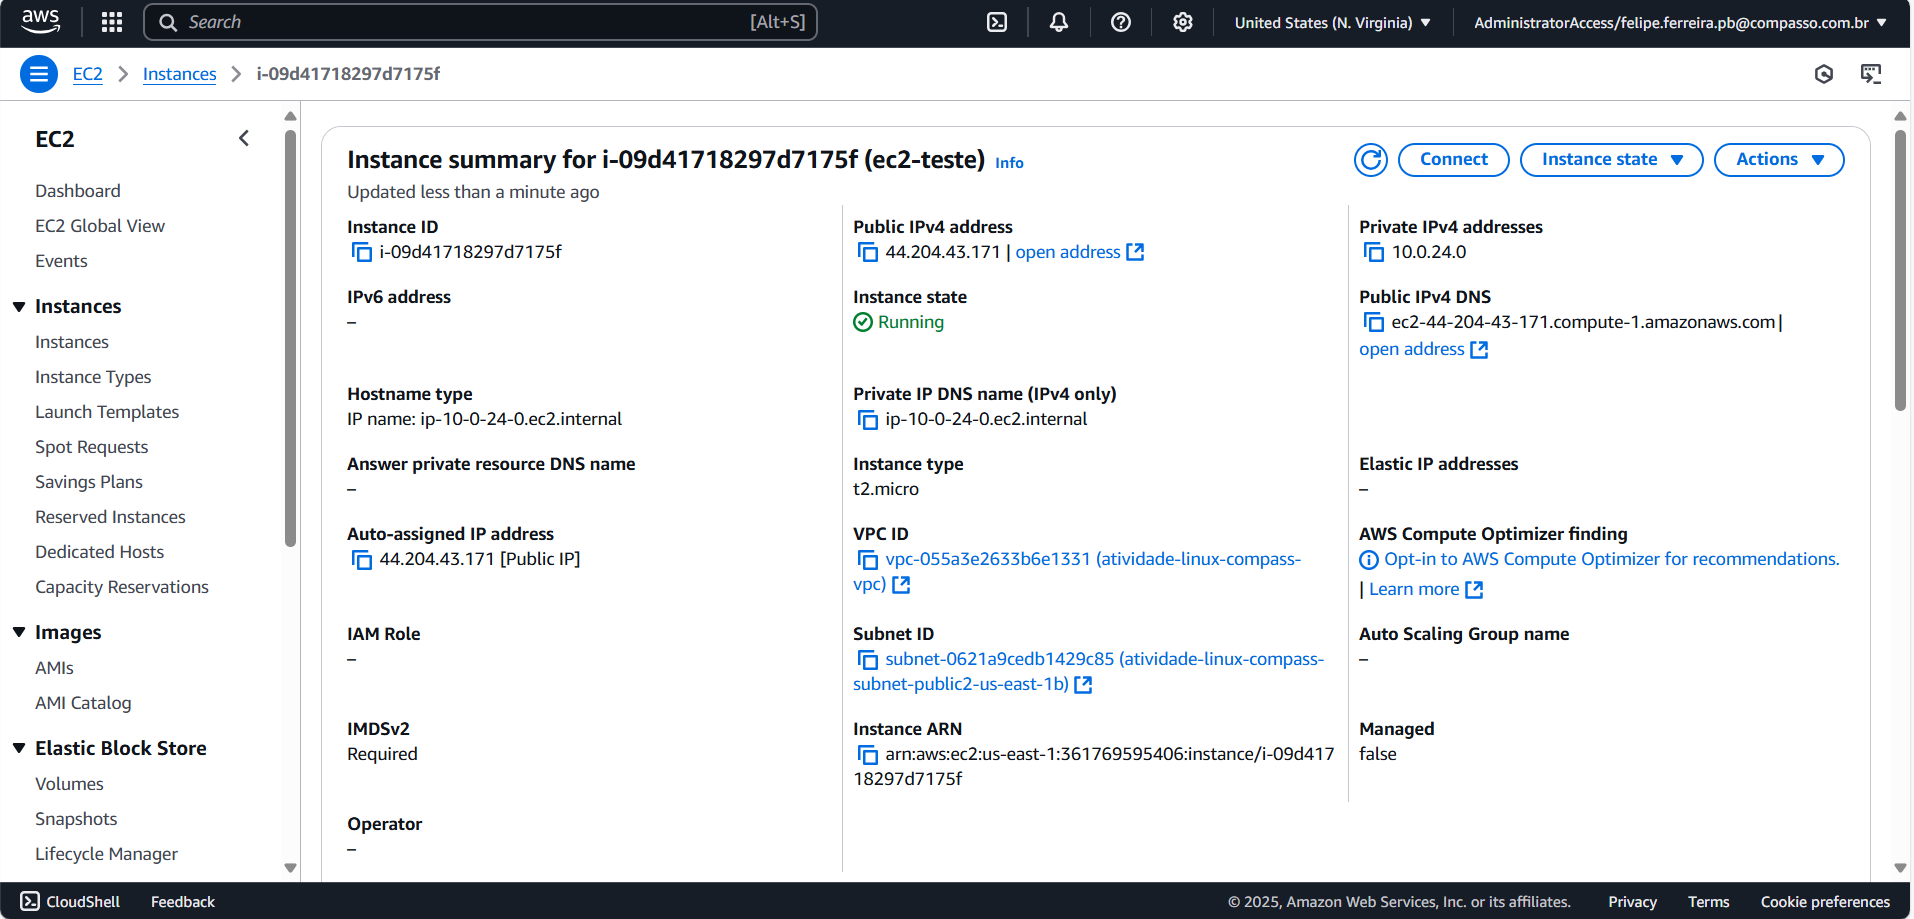 aws
Search [Alt+S]
United States (N. Virginia)
AdministratorAccess/felipe.ferreira.pb@compasso.com.br
EC2 Instances i-09d41718297d7175f
EC2
Dashboard
EC2 Global View
Events
Instances
Instances
Instance Types
Launch Templates
Spot Requests
Savings Plans
Reserved Instances
Dedicated Hosts
Capacity Reservations
Images
AMIs
AMI Catalog
Elastic Block Store
Volumes
Snapshots
Lifecycle Manager
Instance summary for i-09d41718297d7175f (ec2-teste) Info
Updated less than a minute ago
Connect
Instance state
Actions
Instance ID
i-09d41718297d7175f
Public IPv4 address
44.204.43.171 | open address
Private IPv4 addresses
10.0.24.0
IPv6 address
–
Instance state
Running
Public IPv4 DNS
ec2-44-204-43-171.compute-1.amazonaws.com |
open address
Hostname type
IP name: ip-10-0-24-0.ec2.internal
Private IP DNS name (IPv4 only)
ip-10-0-24-0.ec2.internal
Answer private resource DNS name
–
Instance type
t2.micro
Elastic IP addresses
–
Auto-assigned IP address
44.204.43.171 [Public IP]
VPC ID
vpc-055a3e2633b6e1331 (atividade-linux-compass-
vpc)
AWS Compute Optimizer finding
Opt-in to AWS Compute Optimizer for recommendations.
| Learn more
IAM Role
–
Subnet ID
subnet-0621a9cedb1429c85 (atividade-linux-compass-
subnet-public2-us-east-1b)
Auto Scaling Group name
–
IMDSv2
Required
Instance ARN
arn:aws:ec2:us-east-1:361769595406:instance/i-09d417
18297d7175f
Managed
false
Operator
–
CloudShell Feedback
© 2025, Amazon Web Services, Inc. or its affiliates. Privacy Terms Cookie preferences